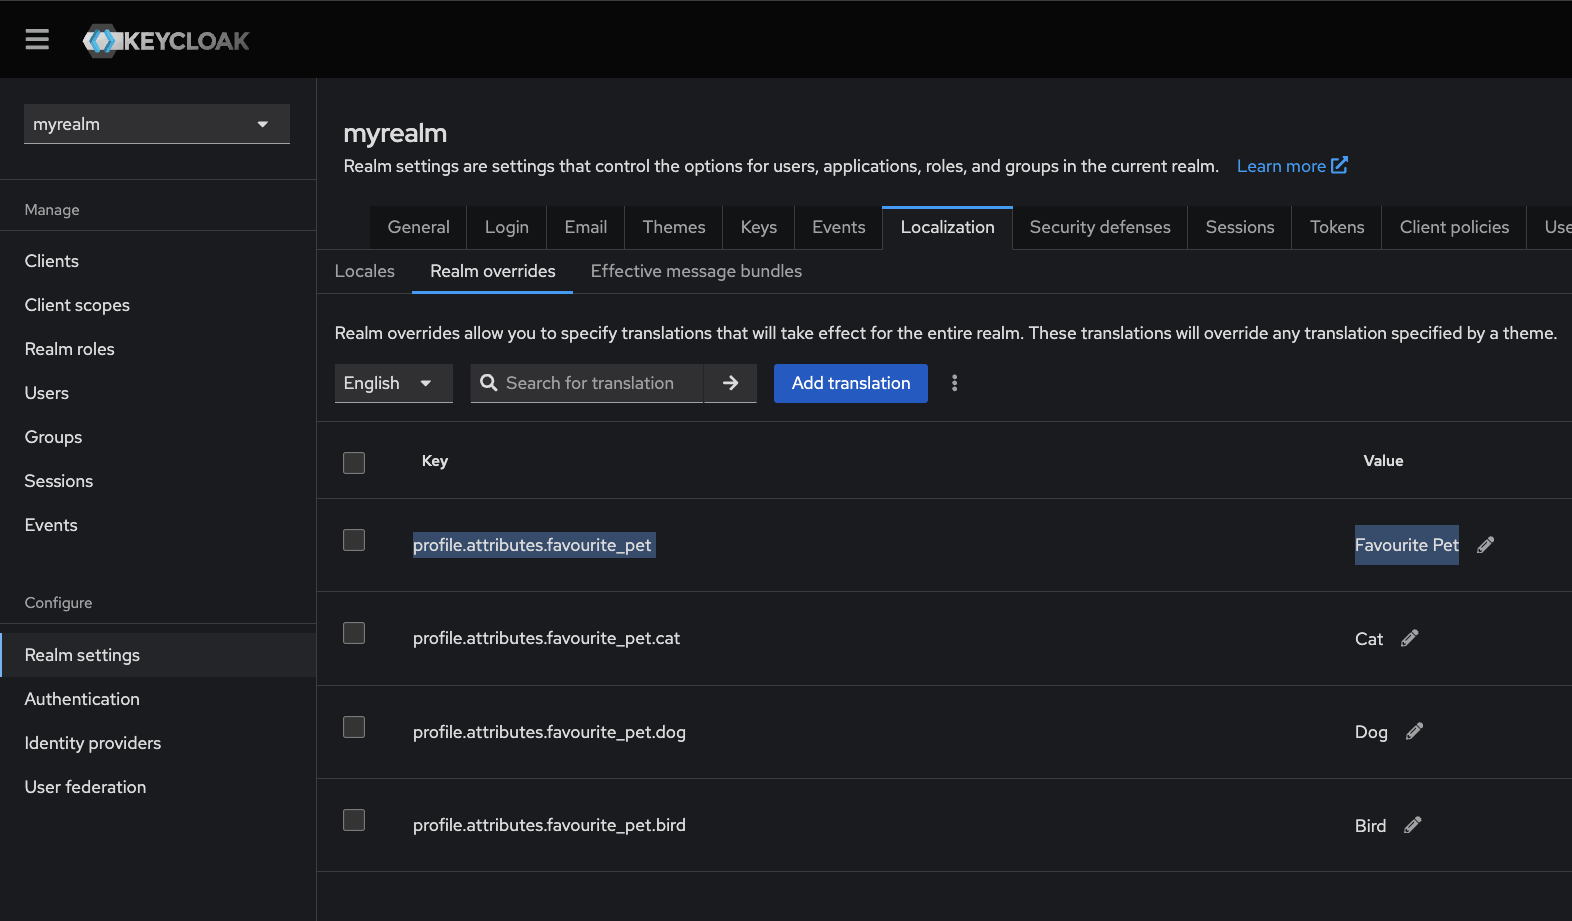 KEYCLOAK
myrealm
Manage
Clients
Client scopes
Realm roles
Users
Groups
Sessions
Events
Configure
Realm settings
Authentication
Identity providers
User federation
myrealm
Realm settings are settings that control the options for users, applications, roles, and groups in the current realm. Learn more
General Login Email Themes Keys Events Localization Security defenses Sessions Tokens Client policies Use
Locales Realm overrides Effective message bundles
Realm overrides allow you to specify translations that will take effect for the entire realm. These translations will override any translation specified by a theme.
English Search for translation Add translation
Key Value
profile.attributes.favourite_pet Favourite Pet
profile.attributes.favourite_pet.cat Cat
profile.attributes.favourite_pet.dog Dog
profile.attributes.favourite_pet.bird Bird